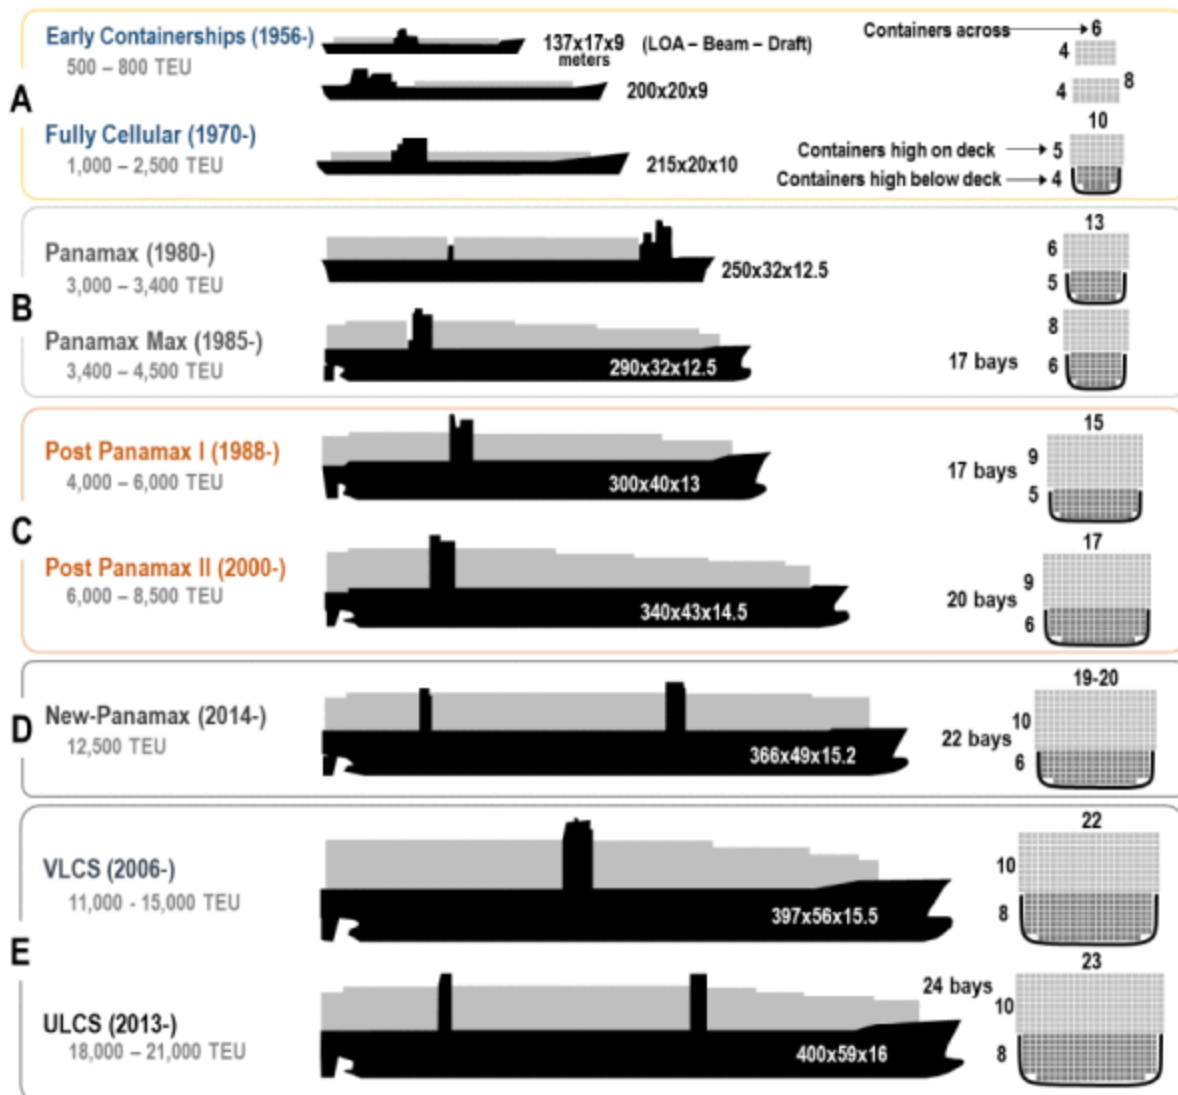 Early Containerships (1956-)
500 – 800 TEU
137x17x9 (LOA – Beam – Draft)
meters
200x20x9
Containers across 6
4
4 8
A
Fully Cellular (1970-)
1,000 – 2,500 TEU
215x20x10
10
Containers high on deck 5
Containers high below deck 4
B
Panamax (1980-)
3,000 – 3,400 TEU
250x32x12.5
13
6
5
Panamax Max (1985-)
3,400 – 4,500 TEU
290x32x12.5
17 bays
8
6
C
Post Panamax I (1988-)
4,000 – 6,000 TEU
300x40x13
17 bays
15
9
5
Post Panamax II (2000-)
6,000 – 8,500 TEU
340x43x14.5
20 bays
17
9
6
D
New-Panamax (2014-)
12,500 TEU
366x49x15.2
22 bays
19-20
10
6
E
VLCS (2006-)
11,000 - 15,000 TEU
397x56x15.5
22
10
8
ULCS (2013-)
18,000 – 21,000 TEU
400x59x16
24 bays
23
10
8